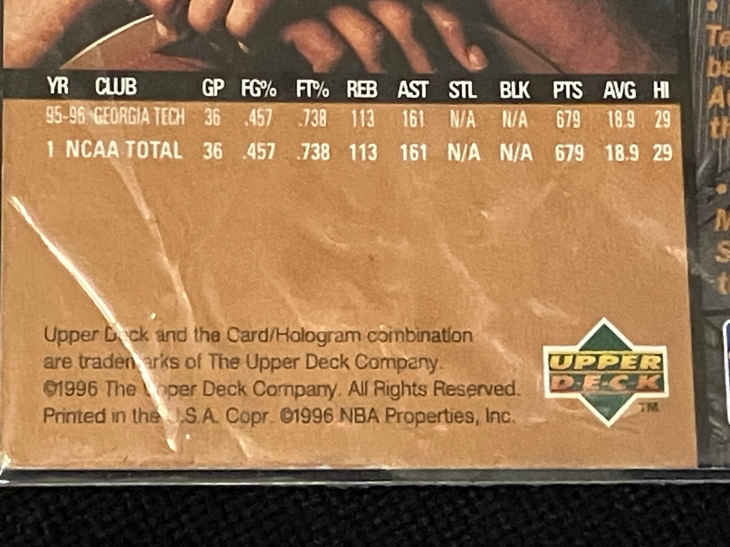 YR CLUB GP FG% FT% REB AST STL BLK PTS AVG HI
95-96 GEORGIA TECH 36 .457 .738 113 161 N/A N/A 679 18.9 29
1 NCAA TOTAL 36 .457 .738 113 161 N/A N/A 679 18.9 29
Upper Deck and the Card/Hologram combination
are trademarks of The Upper Deck Company.
©1996 The Upper Deck Company. All Rights Reserved.
Printed in the U.S.A. Copr. ©1996 NBA Properties, Inc.
UPPER
DECK
TM